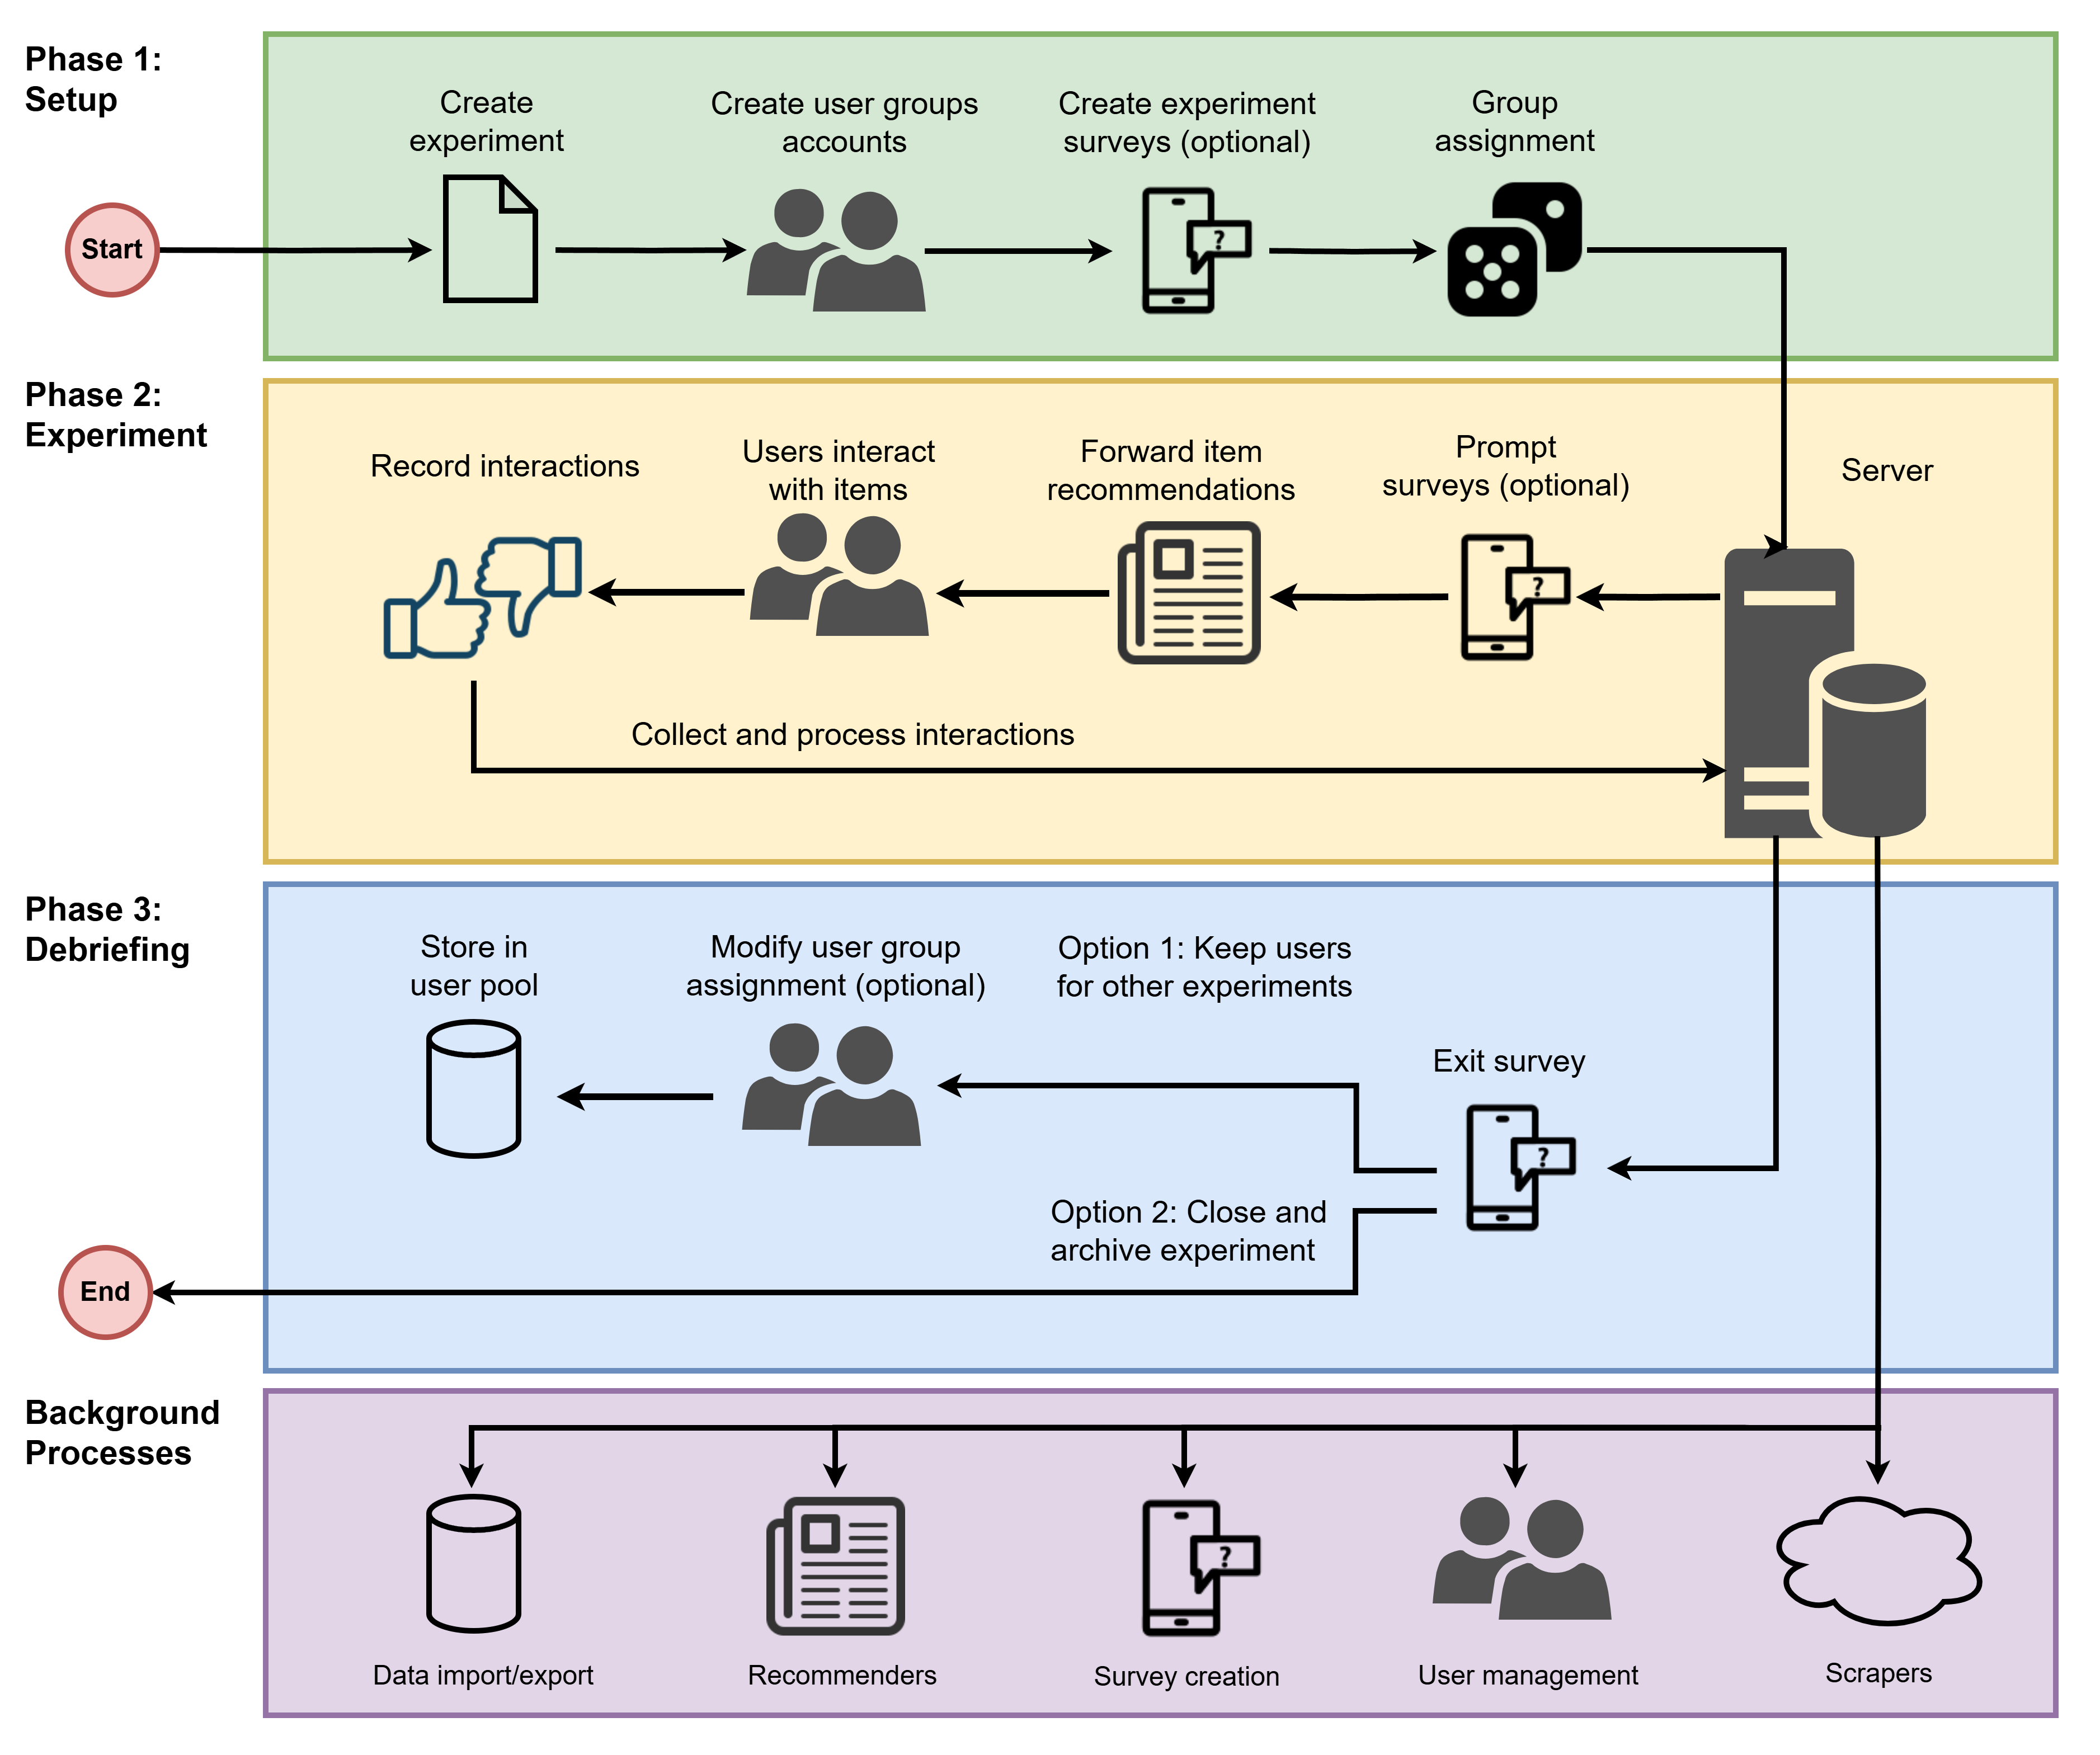 Phase 1:
Setup
Create
experiment
Create user groups
accounts
Create experiment
surveys (optional)
Group
assignment
Start
?
Phase 2:
Experiment
Record interactions
Users interact
with items
Forward item
recommendations
Prompt
surveys (optional)
Server
?
Collect and process interactions
Phase 3:
Debriefing
Store in
user pool
Modify user group
assignment (optional)
Option 1: Keep users
for other experiments
Exit survey
?
Option 2: Close and
archive experiment
End
Background
Processes
?
Data import/export
Recommenders
Survey creation
User management
Scrapers